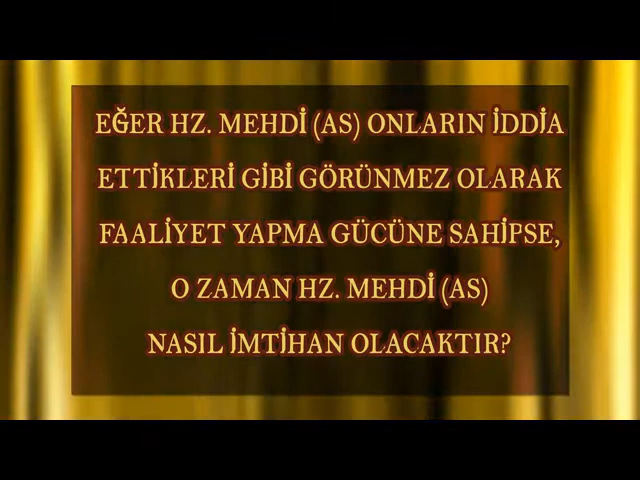 EĞER HZ. MEHDİ (AS) ONLARIN İDDİA
ETTİKLERİ GİBİ GÖRÜNMEZ OLARAK
FAALİYET YAPMA GÜCÜNE SAHİPSE,
O ZAMAN HZ. MEHDİ (AS)
NASIL İMTİHAN OLACAKTIR?